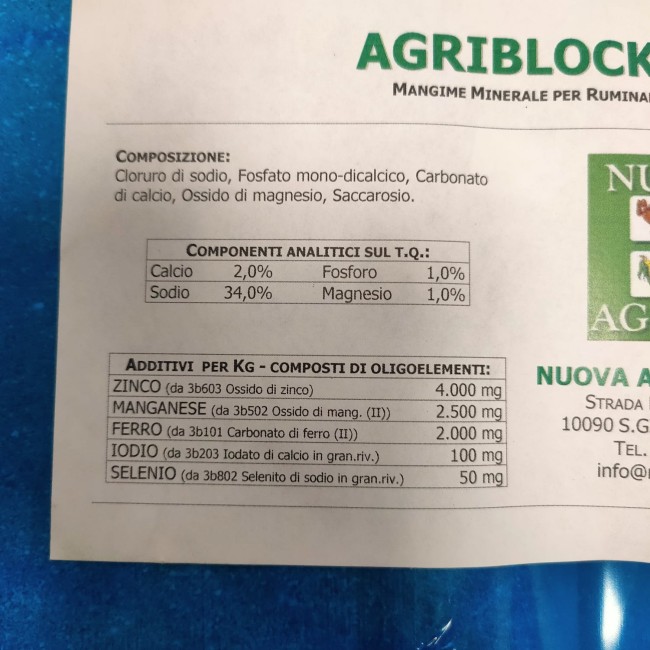 AGRIBLOCK
MANGIME MINERALE PER
COMPOSIZIONE:
Cloruro di sodio, Fosfato mono-dicalcico, Carbonato
di calcio, Ossido di magnesio, Saccarosio.
COMPONENTI ANALITICI SUL T.Q.:
Calcio 2,0% Fosforo 1,0%
Sodio 34,0% Magnesio 1,0%
ADDITIVI PER KG - COMPOSTI DI OLIGOELEMENTI:
ZINCO (da 3b603 Ossido di zinco) 4.000 mg
MANGANESE (da 3b502 Ossido di mang. (II)) 2.500 mg
FERRO (da 3b101 Carbonato di ferro (II)) 2.000 mg
IODIO (da 3b203 Iodato di calcio in gran.riv.) 100 mg
SELENIO (da 3b802 Selenito di sodio in gran.riv.) 50 mg
NU
AG
NUOVA A
STRADA
10090 S.G
TEL.
info@